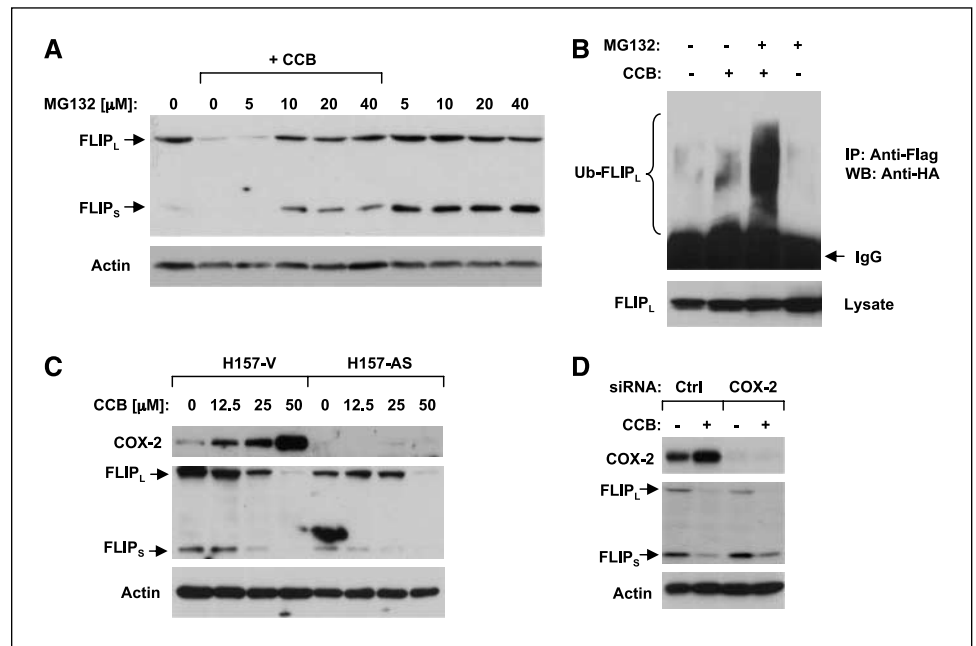 A
+ CCB
MG132 [μM]: 0 0 5 10 20 40 5 10 20 40
FLIPL
FLIPS
Actin
B
MG132: - - + +
CCB: - + + -
Ub-FLIPL
IP: Anti-Flag
WB: Anti-HA
IgG
FLIPL Lysate
C
H157-V H157-AS
CCB [μM]: 0 12.5 25 50 0 12.5 25 50
COX-2
FLIPL
FLIPS
Actin
D
siRNA: Ctrl COX-2
CCB: - + - +
COX-2
FLIPL
FLIPS
Actin